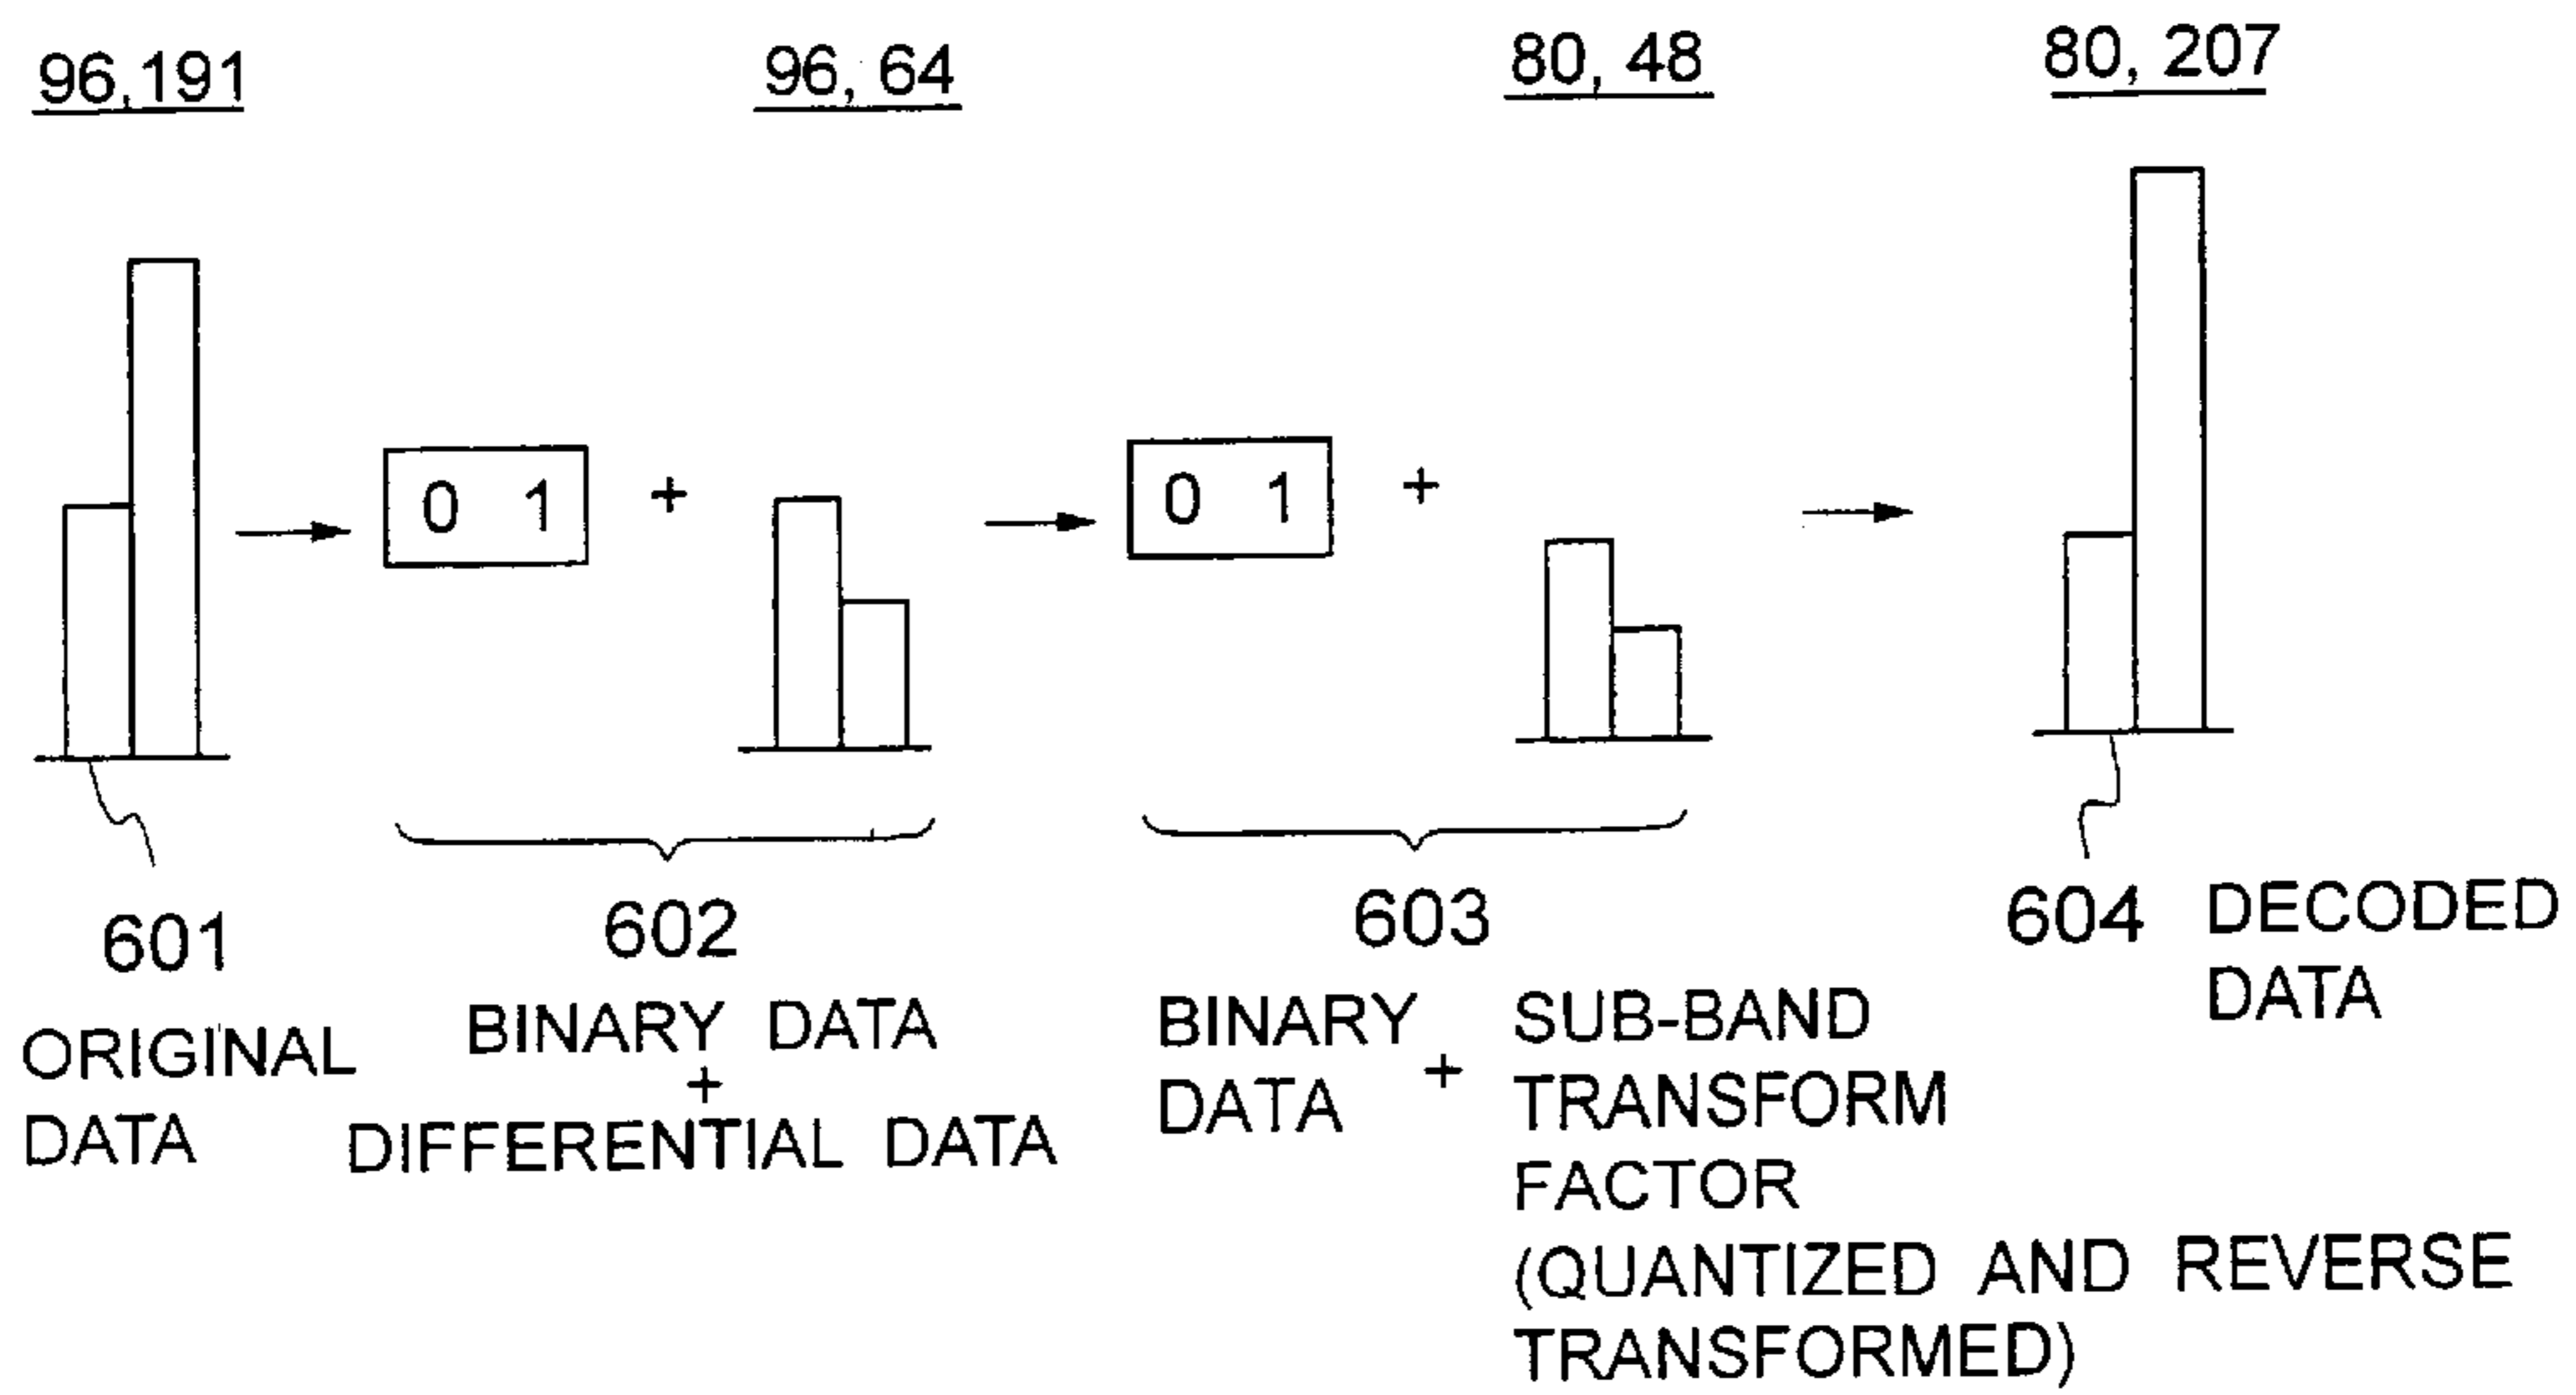 96,191
96, 64
80, 48
80, 207
0 1
+
0 1
+
601
ORIGINAL
DATA
602
BINARY DATA
+
DIFFERENTIAL DATA
603
BINARY
DATA
+
SUB-BAND
TRANSFORM
FACTOR
(QUANTIZED AND REVERSE
TRANSFORMED)
604 DECODED
DATA